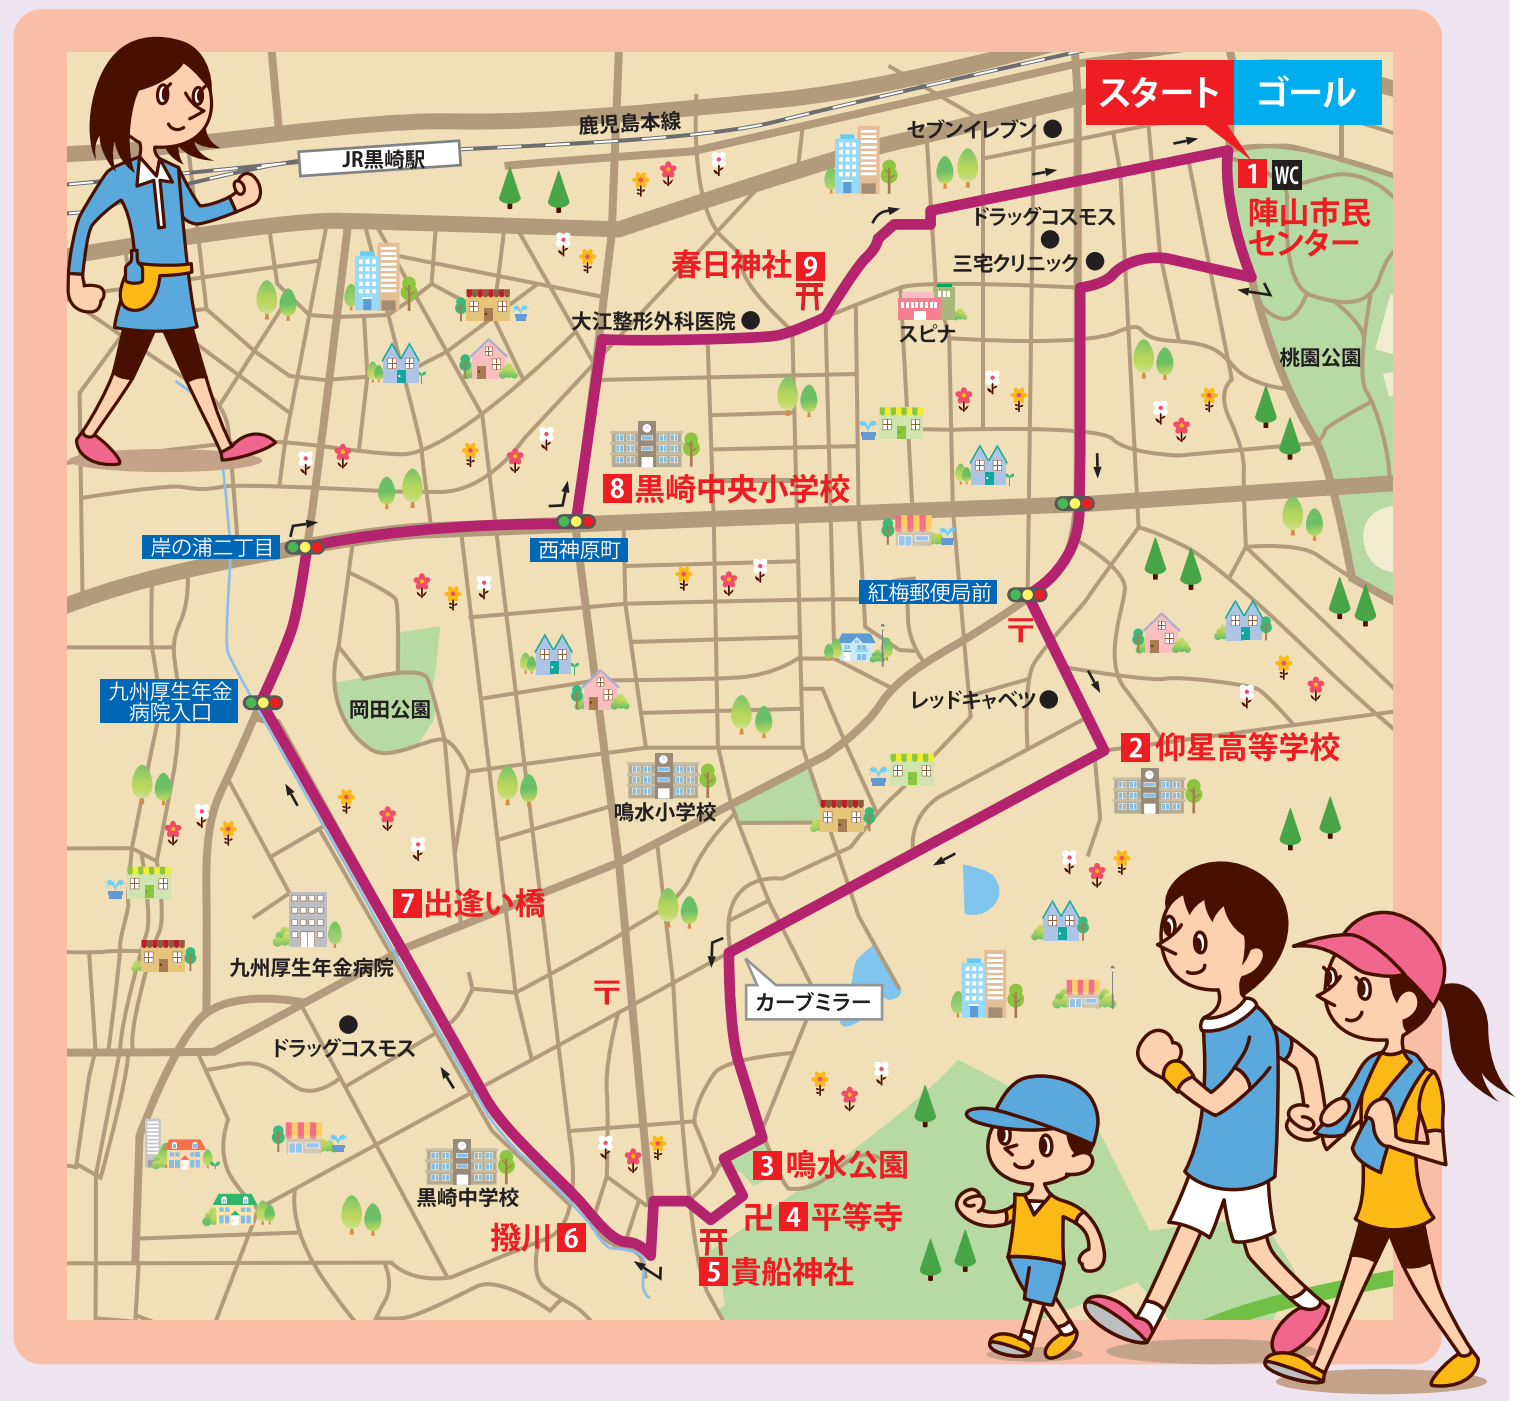 スタート
ゴール
鹿児島本線
セブンイレブン
JR黒崎駅
1
WC
陣山市民
センター
ドラッグコスモス
春日神社
9
三宅クリニック
大江整形外科医院
スピナ
桃園公園
8
黒崎中央小学校
岸の浦二丁目
西神原町
紅梅郵便局前
〒
九州厚生年金
病院入口
岡田公園
レッドキャベツ
2
仰星高等学校
鳴水小学校
7
出逢い橋
九州厚生年金病院
〒
カーブミラー
ドラッグコスモス
3
鳴水公園
黒崎中学校
卍
4
平等寺
撥川
6
5
貴船神社